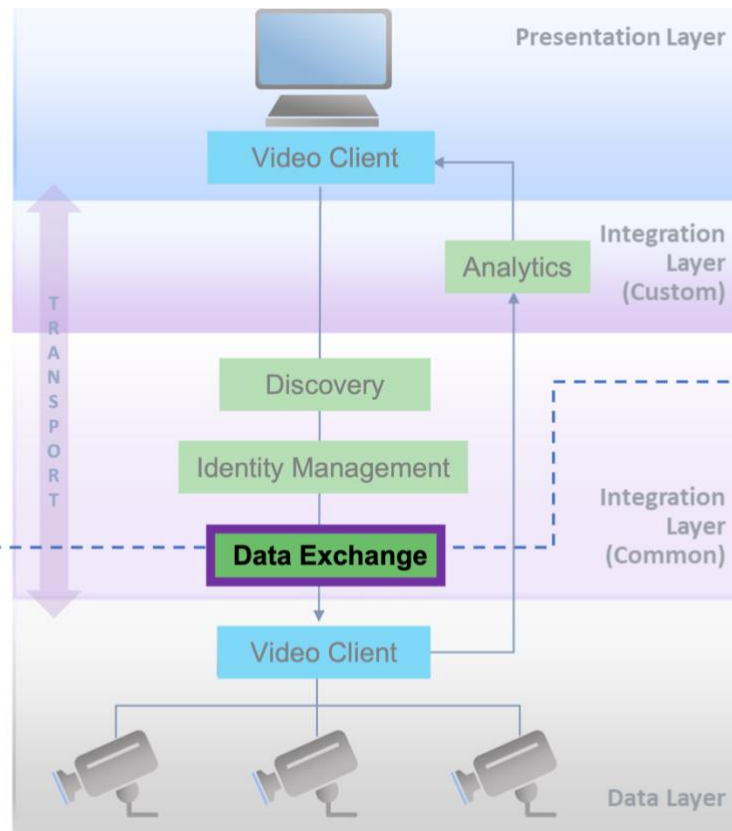 Presentation Layer
Video Client
Integration
Layer
(Custom)
Analytics
TRANSPORT
Discovery
Identity Management
Integration
Layer
(Common)
Data Exchange
Video Client
Data Layer